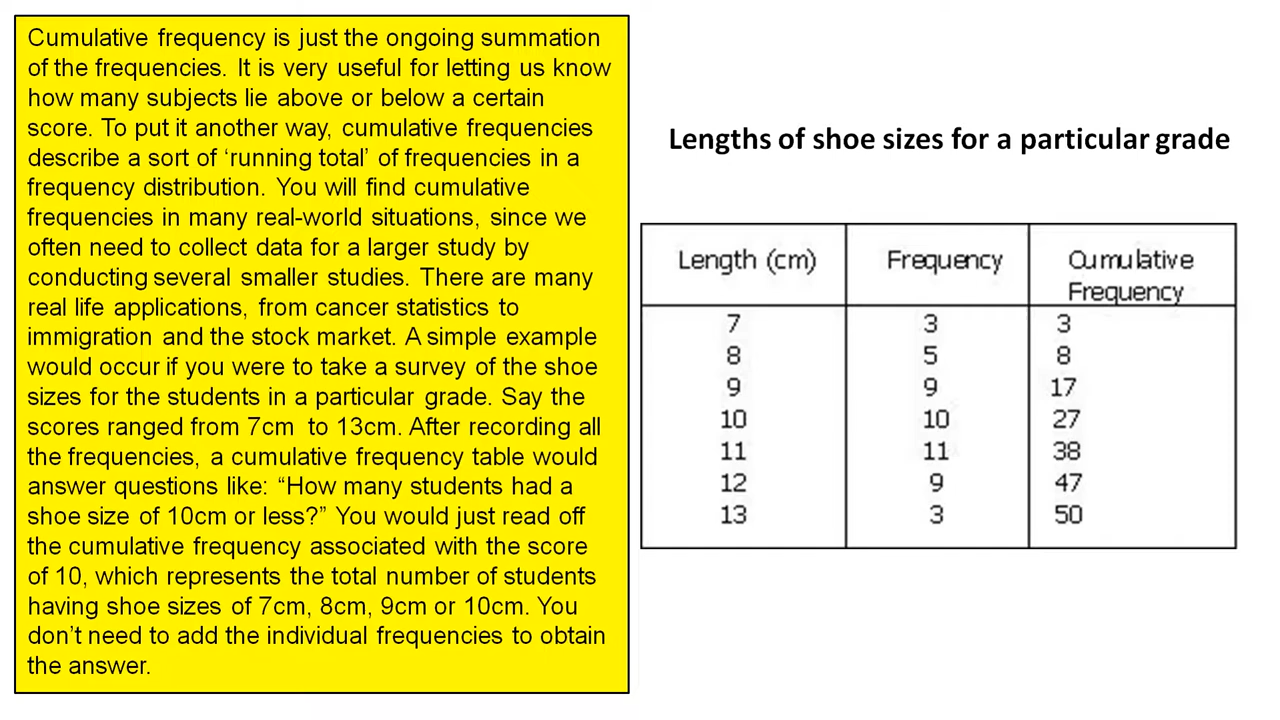 Cumulative frequency is just the ongoing summation
of the frequencies. It is very useful for letting us know
how many subjects lie above or below a certain
score. To put it another way, cumulative frequencies
describe a sort of ‘running total’ of frequencies in a
frequency distribution. You will find cumulative
frequencies in many real-world situations, since we
often need to collect data for a larger study by
conducting several smaller studies. There are many
real life applications, from cancer statistics to
immigration and the stock market. A simple example
would occur if you were to take a survey of the shoe
sizes for the students in a particular grade. Say the
scores ranged from 7cm to 13cm. After recording all
the frequencies, a cumulative frequency table would
answer questions like: “How many students had a
shoe size of 10cm or less?” You would just read off
the cumulative frequency associated with the score
of 10, which represents the total number of students
having shoe sizes of 7cm, 8cm, 9cm or 10cm. You
don’t need to add the individual frequencies to obtain
the answer.
Lengths of shoe sizes for a particular grade
Length (cm) Frequency Cumulative
Frequency
7 3 3
8 5 8
9 9 17
10 10 27
11 11 38
12 9 47
13 3 50